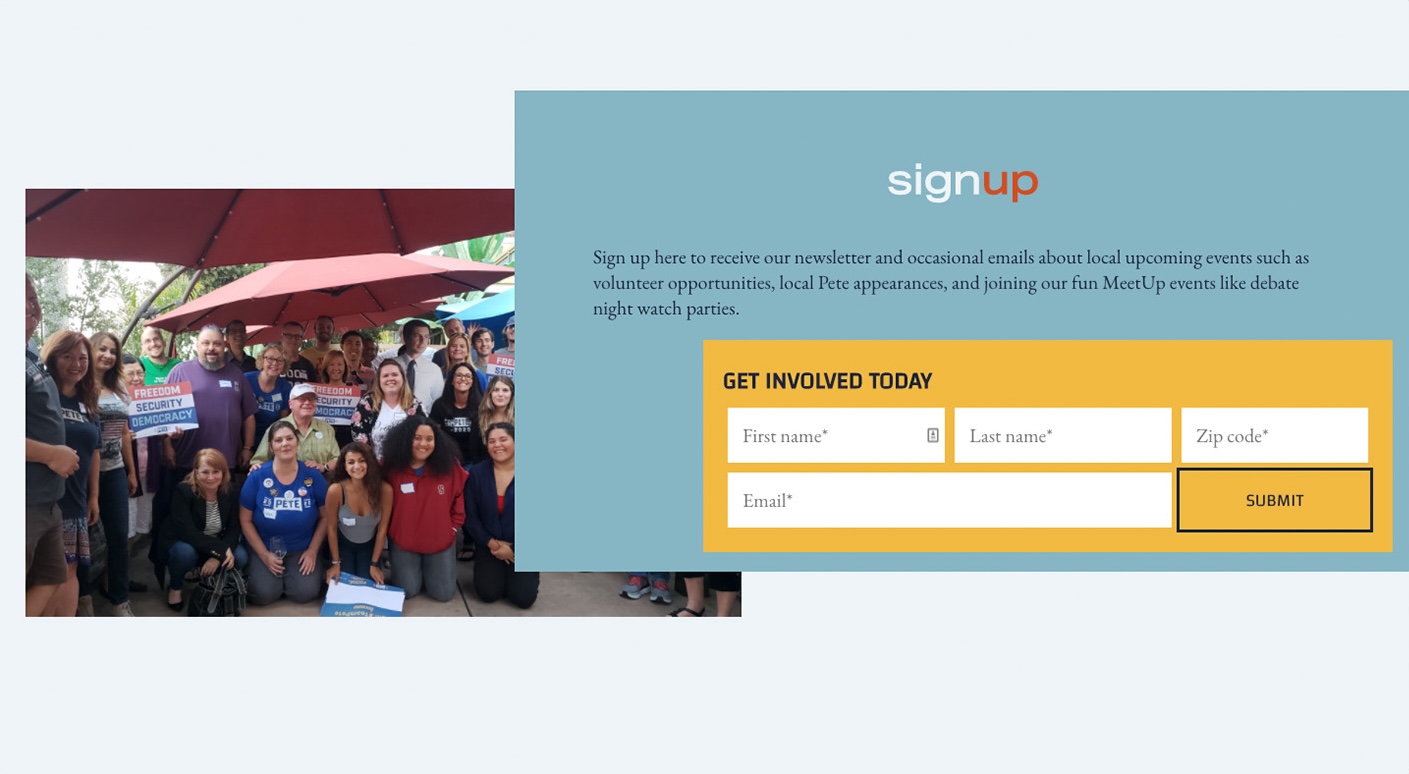 signup
Sign up here to receive our newsletter and occasional emails about local upcoming events such as
volunteer opportunities, local Pete appearances, and joining our fun MeetUp events like debate
night watch parties.
GET INVOLVED TODAY
First name* Last name* Zip code*
Email* SUBMIT
FREEDOM
SECURITY
DEMOCRACY
FREEDOM
SECURITY
DEMOCRACY
PETE